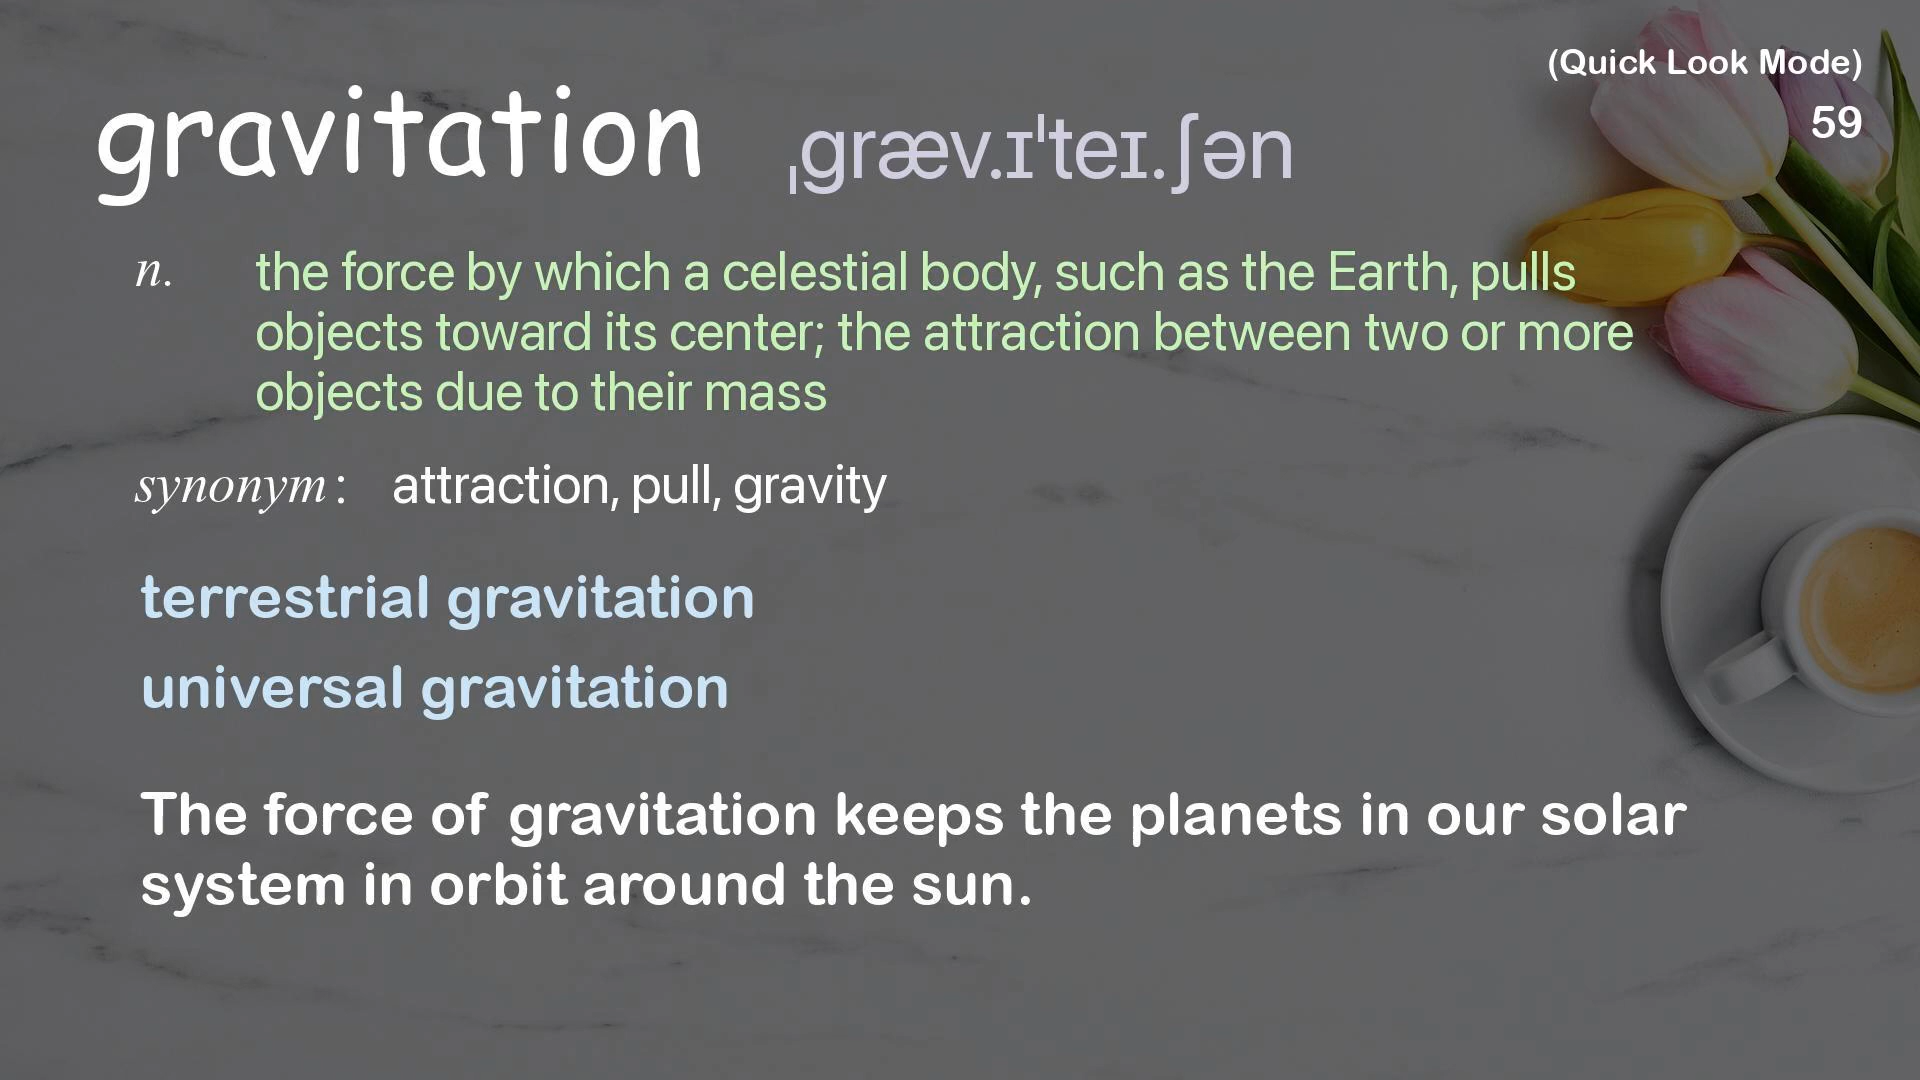 (Quick Look Mode)
59
gravitation ˌɡræv.ɪˈteɪ.ʃən
n. the force by which a celestial body, such as the Earth, pulls
objects toward its center; the attraction between two or more
objects due to their mass
synonym : attraction, pull, gravity
terrestrial gravitation
universal gravitation
The force of gravitation keeps the planets in our solar
system in orbit around the sun.